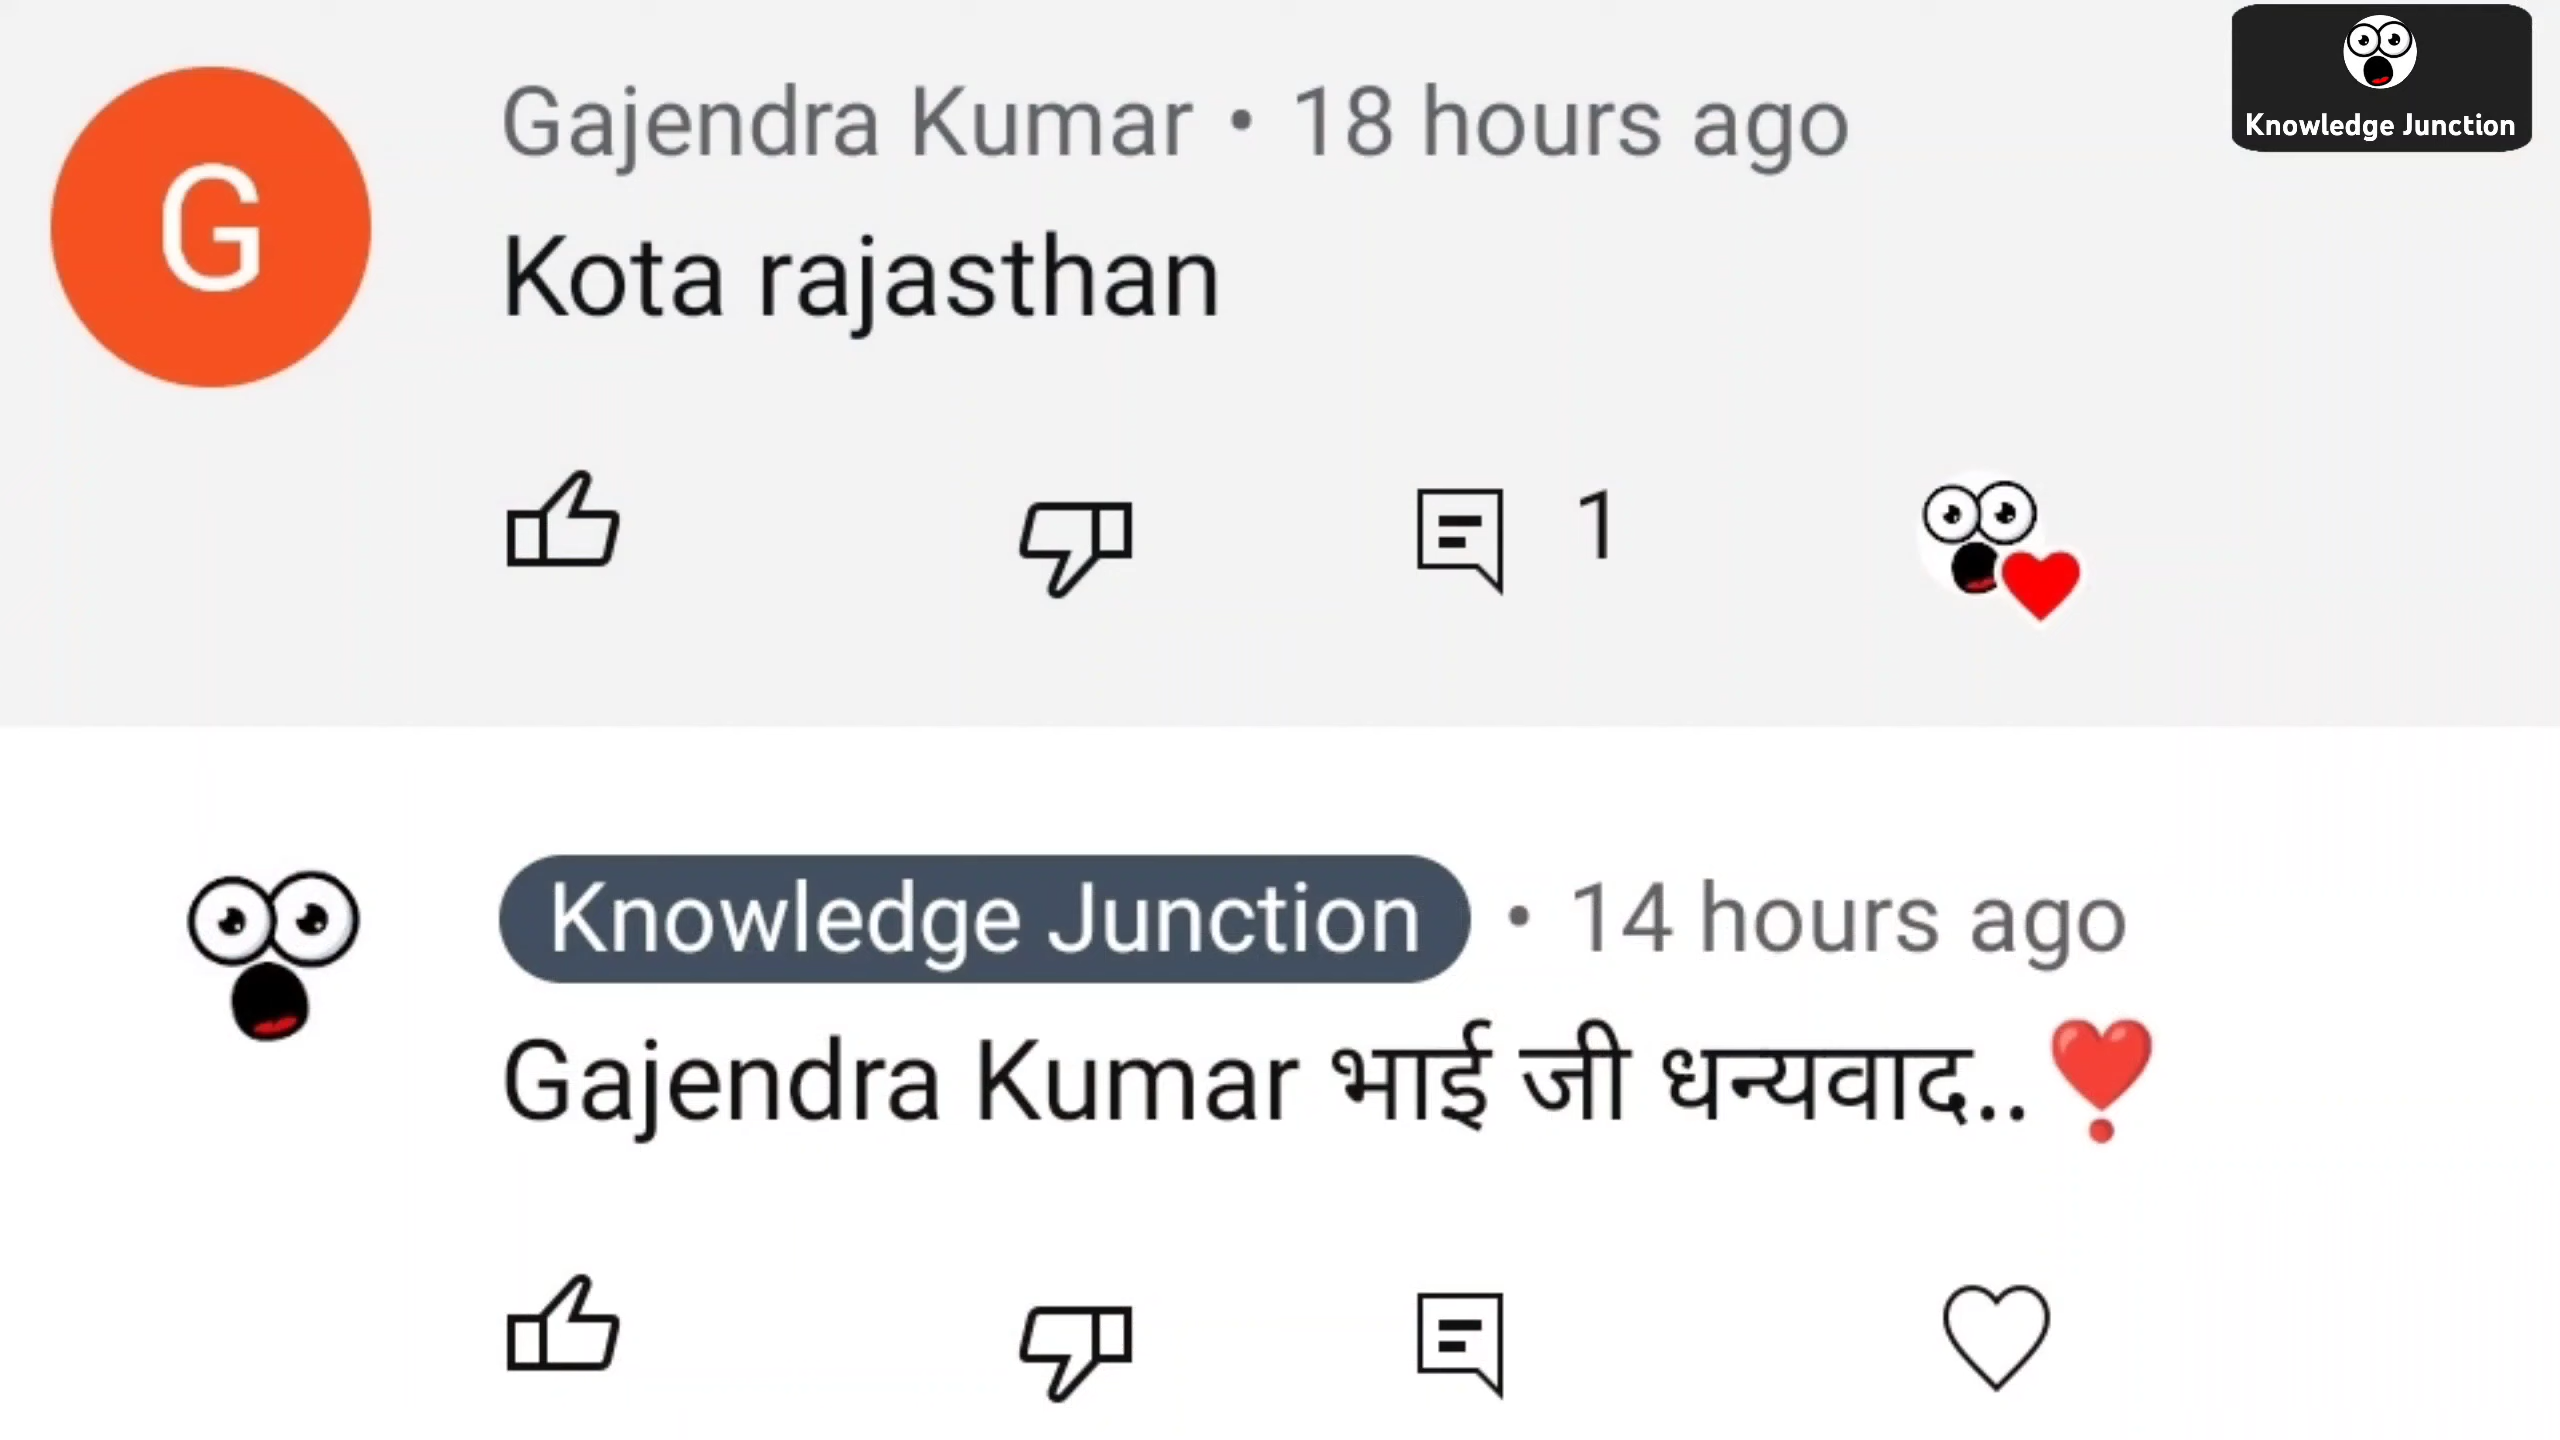 Knowledge Junction
G
Gajendra Kumar • 18 hours ago
Kota rajasthan
1
Knowledge Junction • 14 hours ago
Gajendra Kumar भाई जी धन्यवाद..❣️